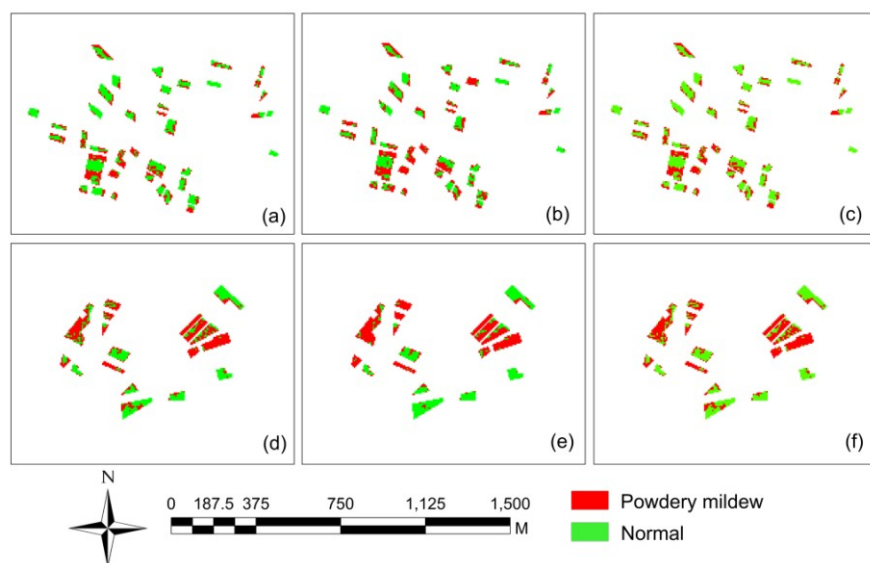 (a)
(b)
(c)
(d)
(e)
(f)
N
0 187.5 375 750 1,125 1,500
M
Powdery mildew
Normal